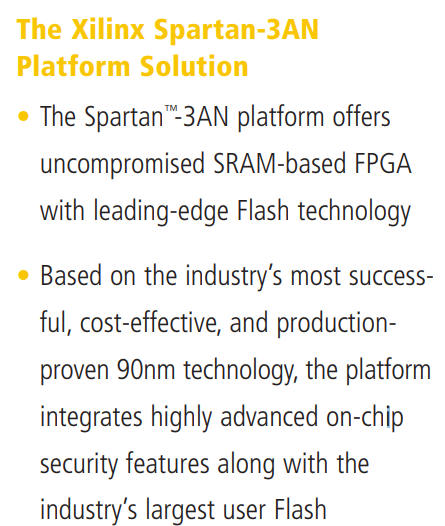 The Xilinx Spartan-3AN
Platform Solution
• The Spartan™-3AN platform offers
uncompromised SRAM-based FPGA
with leading-edge Flash technology
• Based on the industry's most success-
ful, cost-effective, and production-
proven 90nm technology, the platform
integrates highly advanced on-chip
security features along with the
industry's largest user Flash